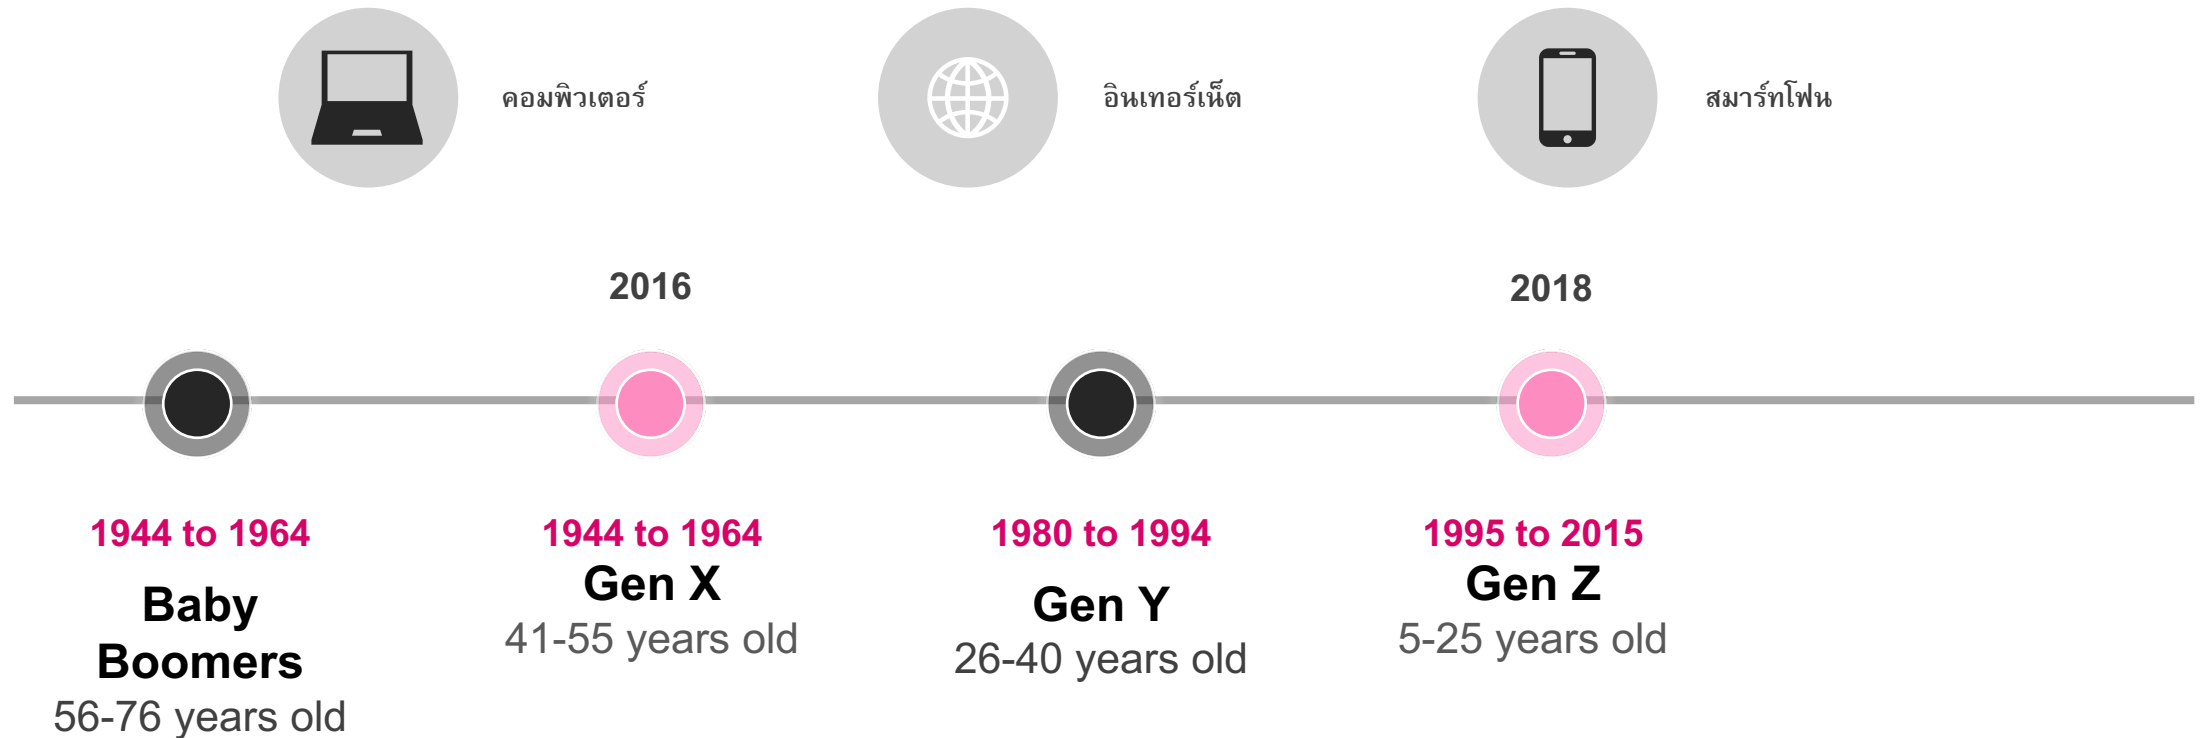 คอมพิวเตอร์
อินเทอร์เน็ต
สมาร์ทโฟน
2016
2018
1944 to 1964
Baby
Boomers
56-76 years old
1944 to 1964
Gen X
41-55 years old
1980 to 1994
Gen Y
26-40 years old
1995 to 2015
Gen Z
5-25 years old